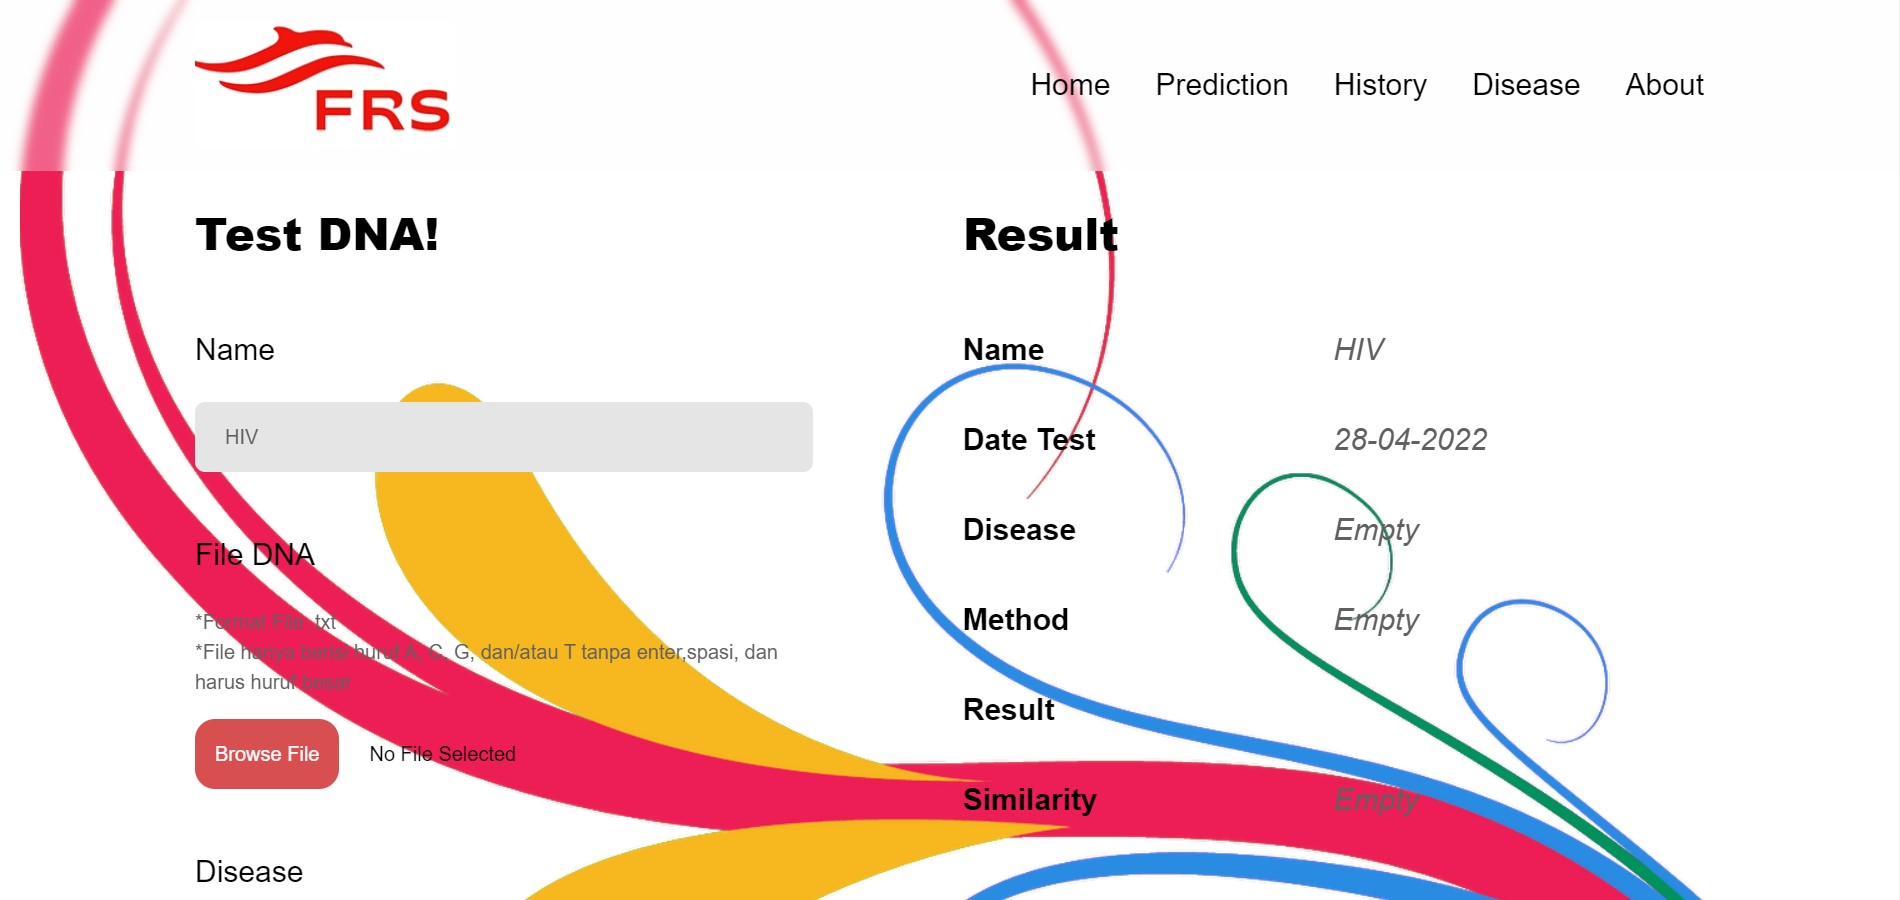 FRS
Home Prediction History Disease About
Test DNA!
Name
HIV
File DNA
*Format File .txt
*File hanya berisi huruf A, C, G, dan/atau T tanpa enter,spasi, dan
harus huruf besar
Browse File No File Selected
Disease
Result
Name HIV
Date Test 28-04-2022
Disease Empty
Method Empty
Result
Similarity Empty